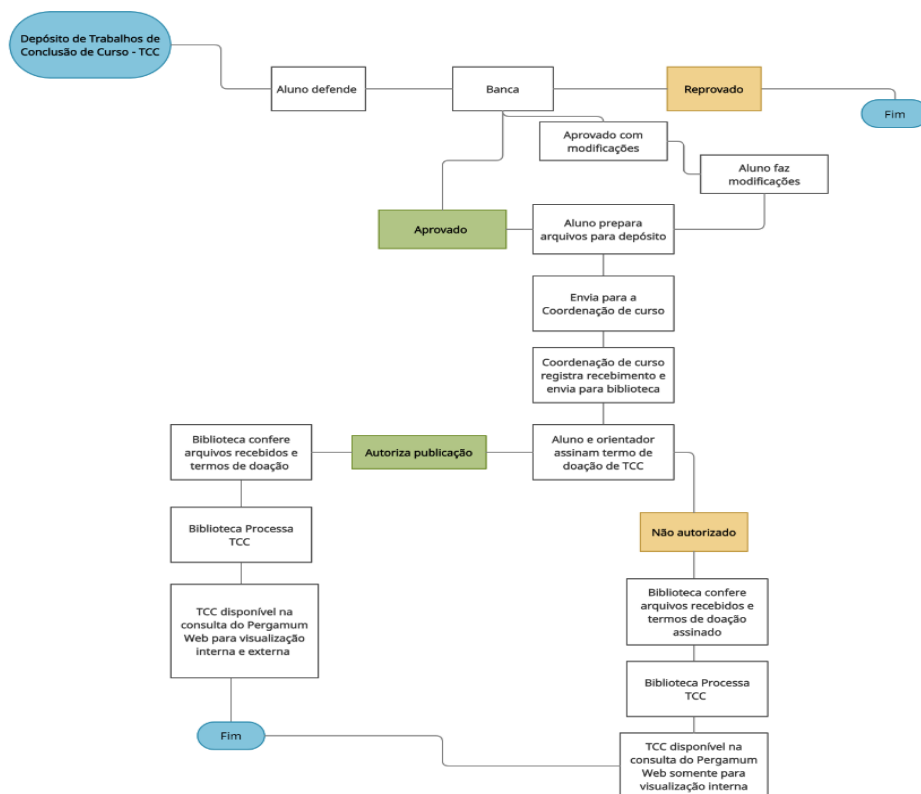 Depósito de Trabalhos de
Conclusão de Curso - TCC
Aluno defende
Banca
Reprovado
Fim
Aprovado com
modificações
Aluno faz
modificações
Aprovado
Aluno prepara
arquivos para depósito
Envia para a
Coordenação de curso
Coordenação de curso
registra recebimento e
envia para biblioteca
Biblioteca confere
arquivos recebidos e
termos de doação
Autoriza publicação
Aluno e orientador
assinam termo de
doação de TCC
Biblioteca Processa
TCC
Não autorizado
TCC disponível na
consulta do Pergamum
Web para visualização
interna e externa
Biblioteca confere
arquivos recebidos e
termos de doação
assinado
Biblioteca Processa
TCC
Fim
TCC disponível na
consulta do Pergamum
Web somente para
visualização interna